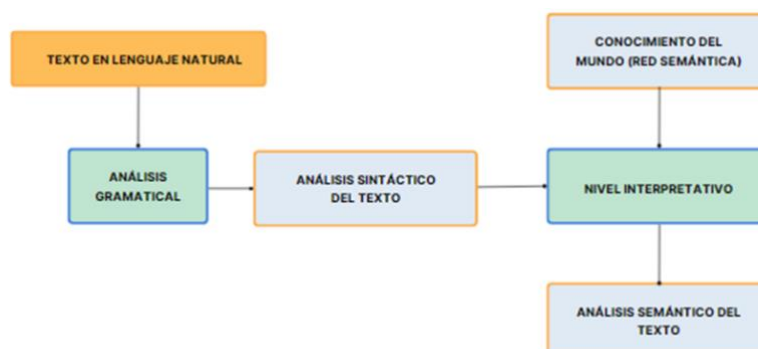 TEXTO EN LENGUAJE NATURAL
CONOCIMIENTO DEL
MUNDO (RED SEMÁNTICA)
ANÁLISIS
GRAMATICAL
ANÁLISIS SINTÁCTICO
DEL TEXTO
NIVEL INTERPRETATIVO
ANÁLISIS SEMÁNTICO DEL
TEXTO